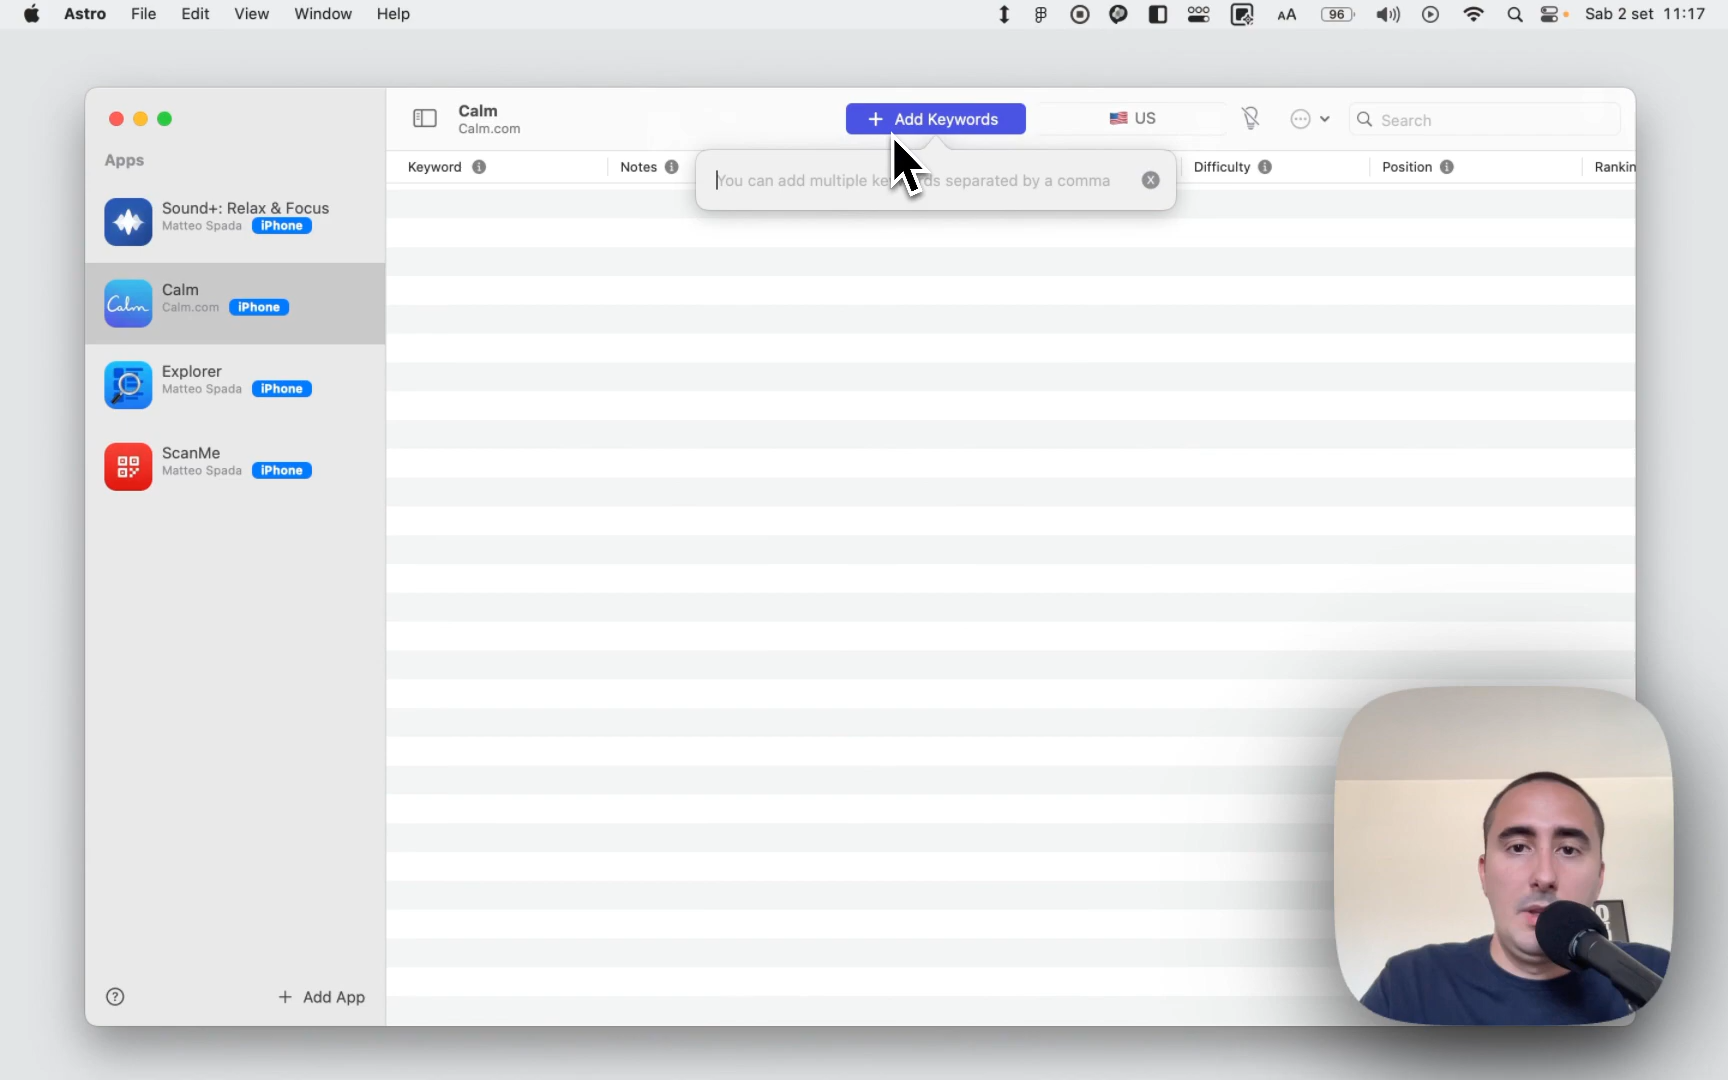 Astro File Edit View Window Help
AA 96 Sab 2 set 11:17
Calm
Calm.com
+ Add Keywords
US
Search
Apps
Keyword Notes Difficulty Position Rankin
You can add multiple ke ds separated by a comma
Sound+: Relax & Focus
Matteo Spada iPhone
Calm
Calm
Calm.com iPhone
Explorer
Matteo Spada iPhone
ScanMe
Matteo Spada iPhone
? + Add App